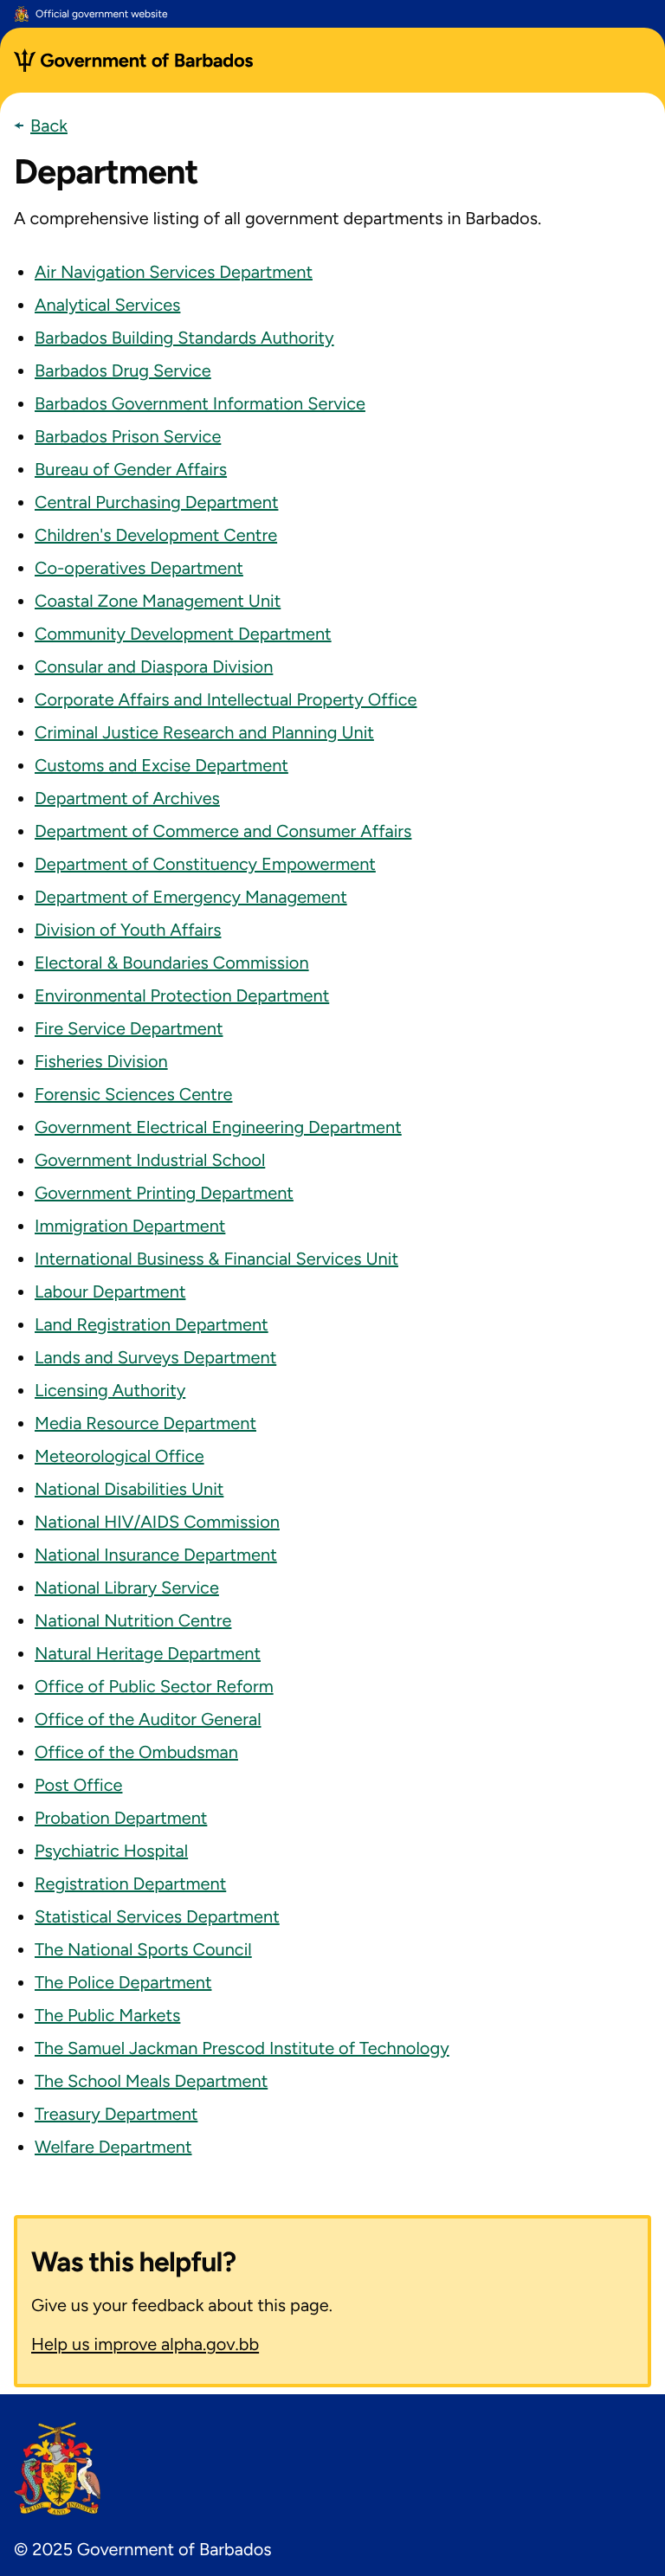 Official government website
Government of Barbados
Back
Department
A comprehensive listing of all government departments in Barbados.
Air Navigation Services Department
Analytical Services
Barbados Building Standards Authority
Barbados Drug Service
Barbados Government Information Service
Barbados Prison Service
Bureau of Gender Affairs
Central Purchasing Department
Children's Development Centre
Co-operatives Department
Coastal Zone Management Unit
Community Development Department
Consular and Diaspora Division
Corporate Affairs and Intellectual Property Office
Criminal Justice Research and Planning Unit
Customs and Excise Department
Department of Archives
Department of Commerce and Consumer Affairs
Department of Constituency Empowerment
Department of Emergency Management
Division of Youth Affairs
Electoral & Boundaries Commission
Environmental Protection Department
Fire Service Department
Fisheries Division
Forensic Sciences Centre
Government Electrical Engineering Department
Government Industrial School
Government Printing Department
Immigration Department
International Business & Financial Services Unit
Labour Department
Land Registration Department
Lands and Surveys Department
Licensing Authority
Media Resource Department
Meteorological Office
National Disabilities Unit
National HIV/AIDS Commission
National Insurance Department
National Library Service
National Nutrition Centre
Natural Heritage Department
Office of Public Sector Reform
Office of the Auditor General
Office of the Ombudsman
Post Office
Probation Department
Psychiatric Hospital
Registration Department
Statistical Services Department
The National Sports Council
The Police Department
The Public Markets
The Samuel Jackman Prescod Institute of Technology
The School Meals Department
Treasury Department
Welfare Department
Was this helpful?
Give us your feedback about this page.
Help us improve alpha.gov.bb
PRIDE AND INDUSTRY
© 2025 Government of Barbados